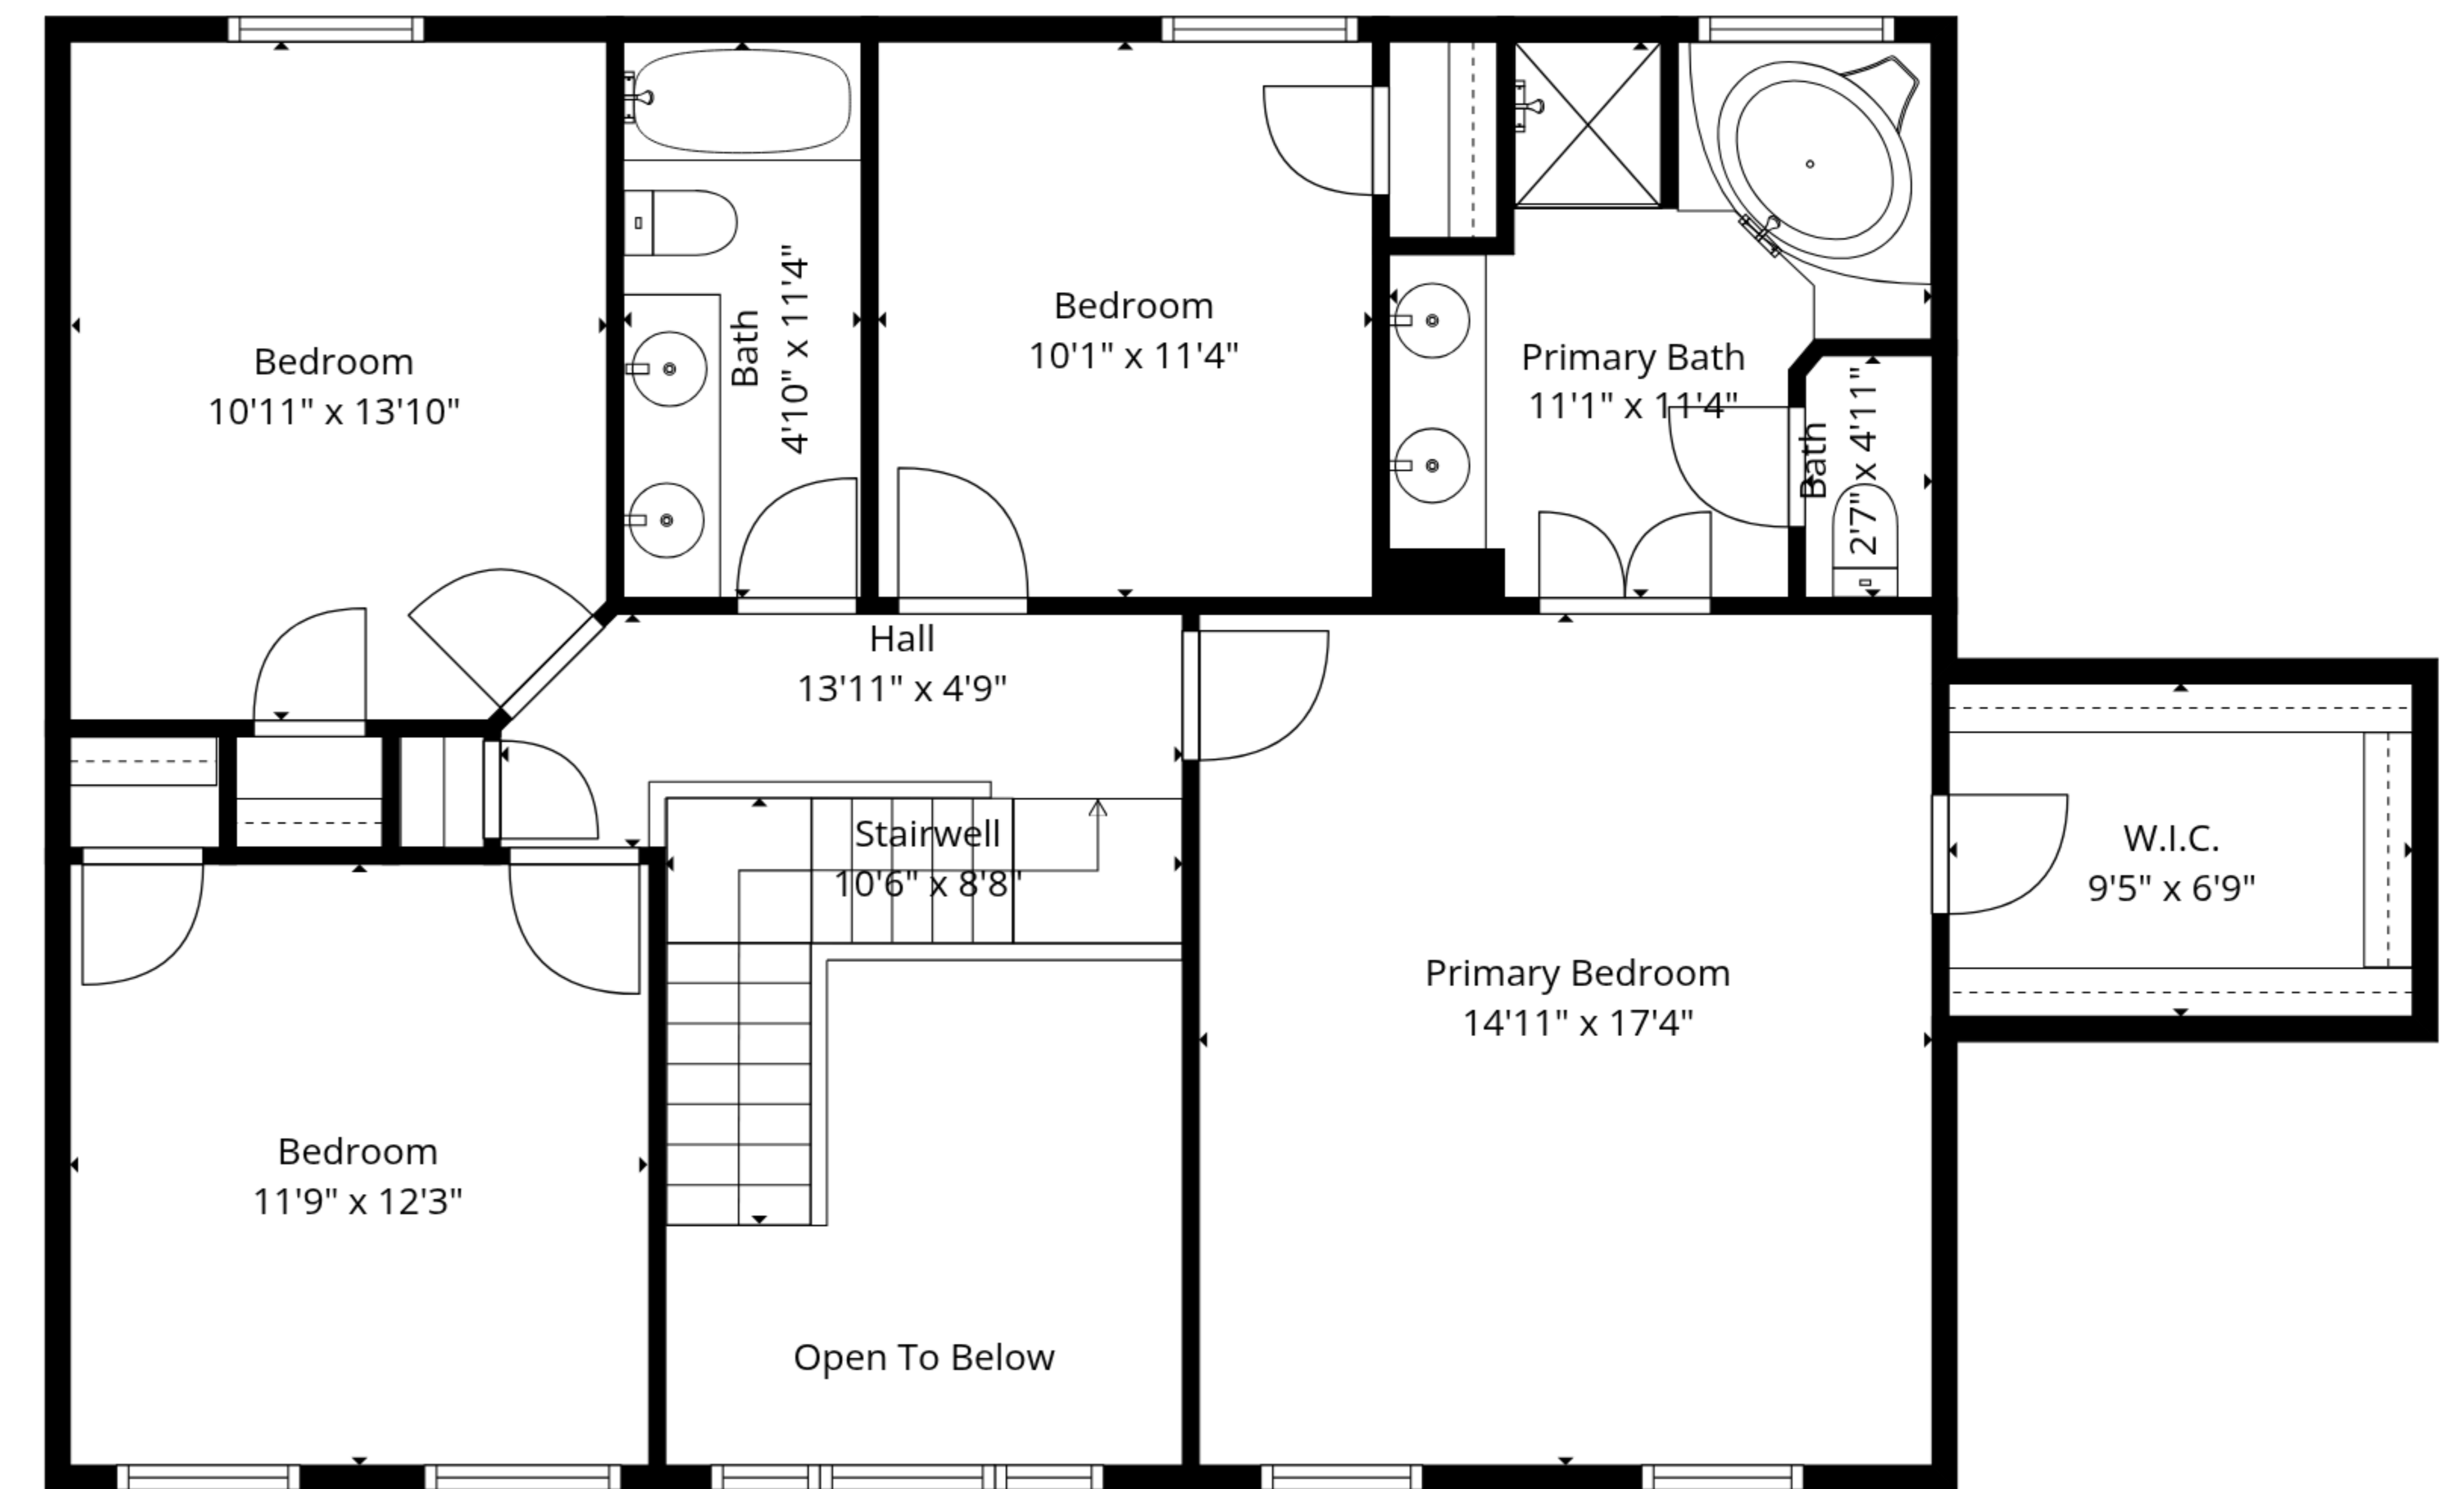 Bedroom
10'11" x 13'10"
Bath
4'10" x 11'4"
Bedroom
10'1" x 11'4"
Primary Bath
11'1" x 11'4"
Bath
2'7" x 4'11"
Hall
13'11" x 4'9"
Stairwell
10'6" x 8'8"
W.I.C.
9'5" x 6'9"
Primary Bedroom
14'11" x 17'4"
Bedroom
11'9" x 12'3"
Open To Below